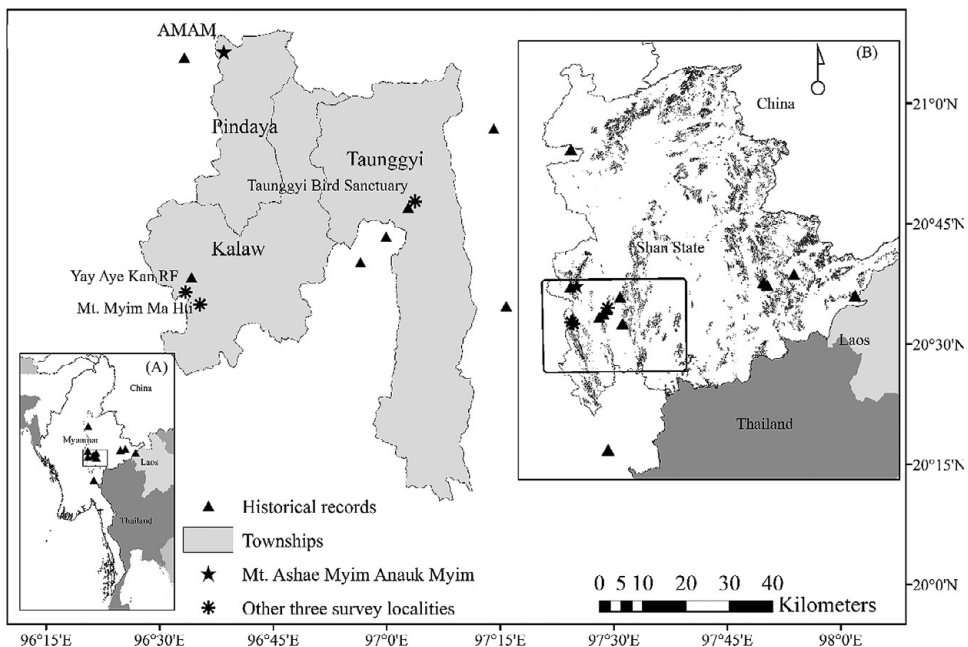 AMAM
Pindaya
Taunggyi
Taunggyi Bird Sanctuary
Kalaw
Yay Aye Kan RF
Mt. Myim Ma Hti
(B)
China
Shan State
Laos
Thailand
(A)
China
Myanmar
Laos
Thailand
Historical records
Townships
Mt. Ashae Myim Anauk Myim
Other three survey localities
0 5 10 20 30 40
Kilometers
21°0'N
20°45'N
20°30'N
20°15'N
20°0'N
96°15'E 96°30'E 96°45'E 97°0'E 97°15'E 97°30'E 97°45'E 98°0'E